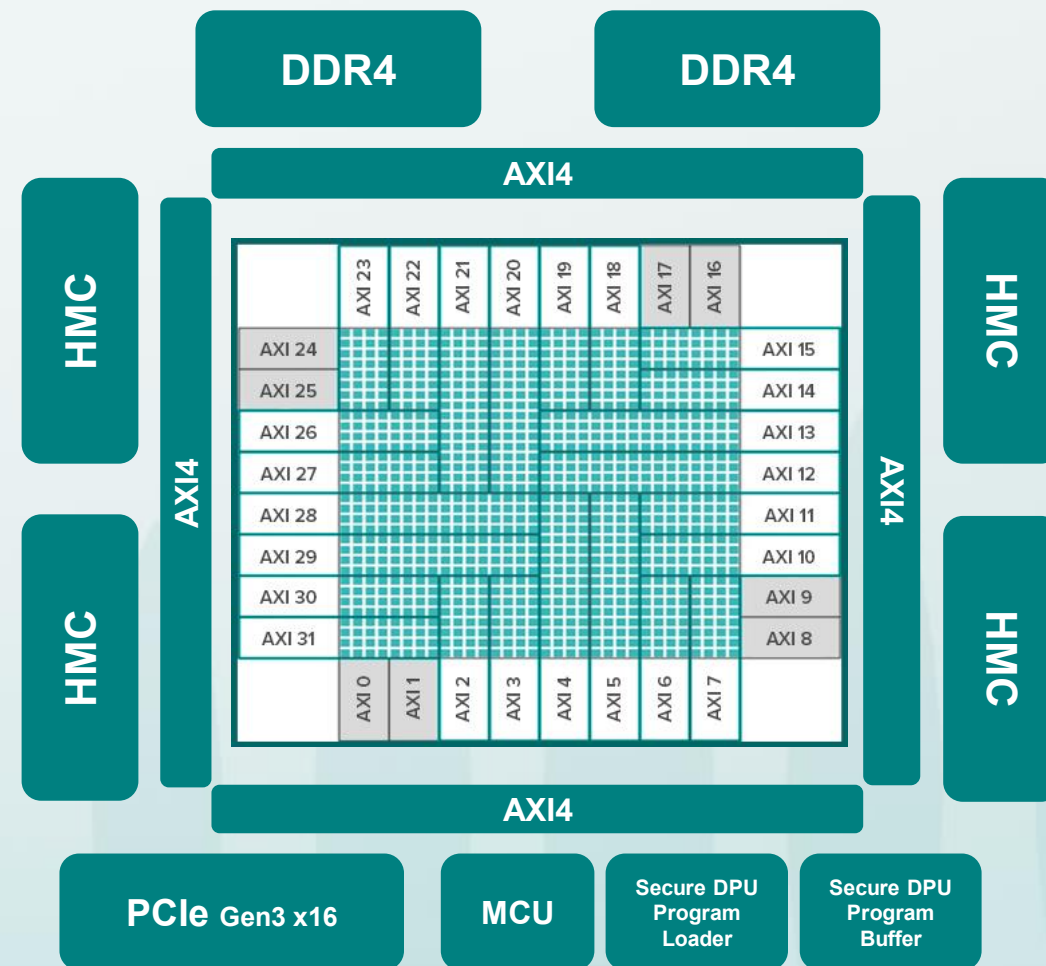 DDR4
DDR4
AXI4
HMC
HMC
AXI4
AXI4
AXI 23
AXI 22
AXI 21
AXI 20
AXI 19
AXI 18
AXI 17
AXI 16
AXI 24
AXI 15
AXI 25
AXI 14
AXI 26
AXI 13
AXI 27
AXI 12
AXI 28
AXI 11
AXI 29
AXI 10
AXI 30
AXI 9
AXI 31
AXI 8
AXI 0
AXI 1
AXI 2
AXI 3
AXI 4
AXI 5
AXI 6
AXI 7
HMC
HMC
AXI4
PCIe Gen3 x16
MCU
Secure DPU
Program
Loader
Secure DPU
Program
Buffer